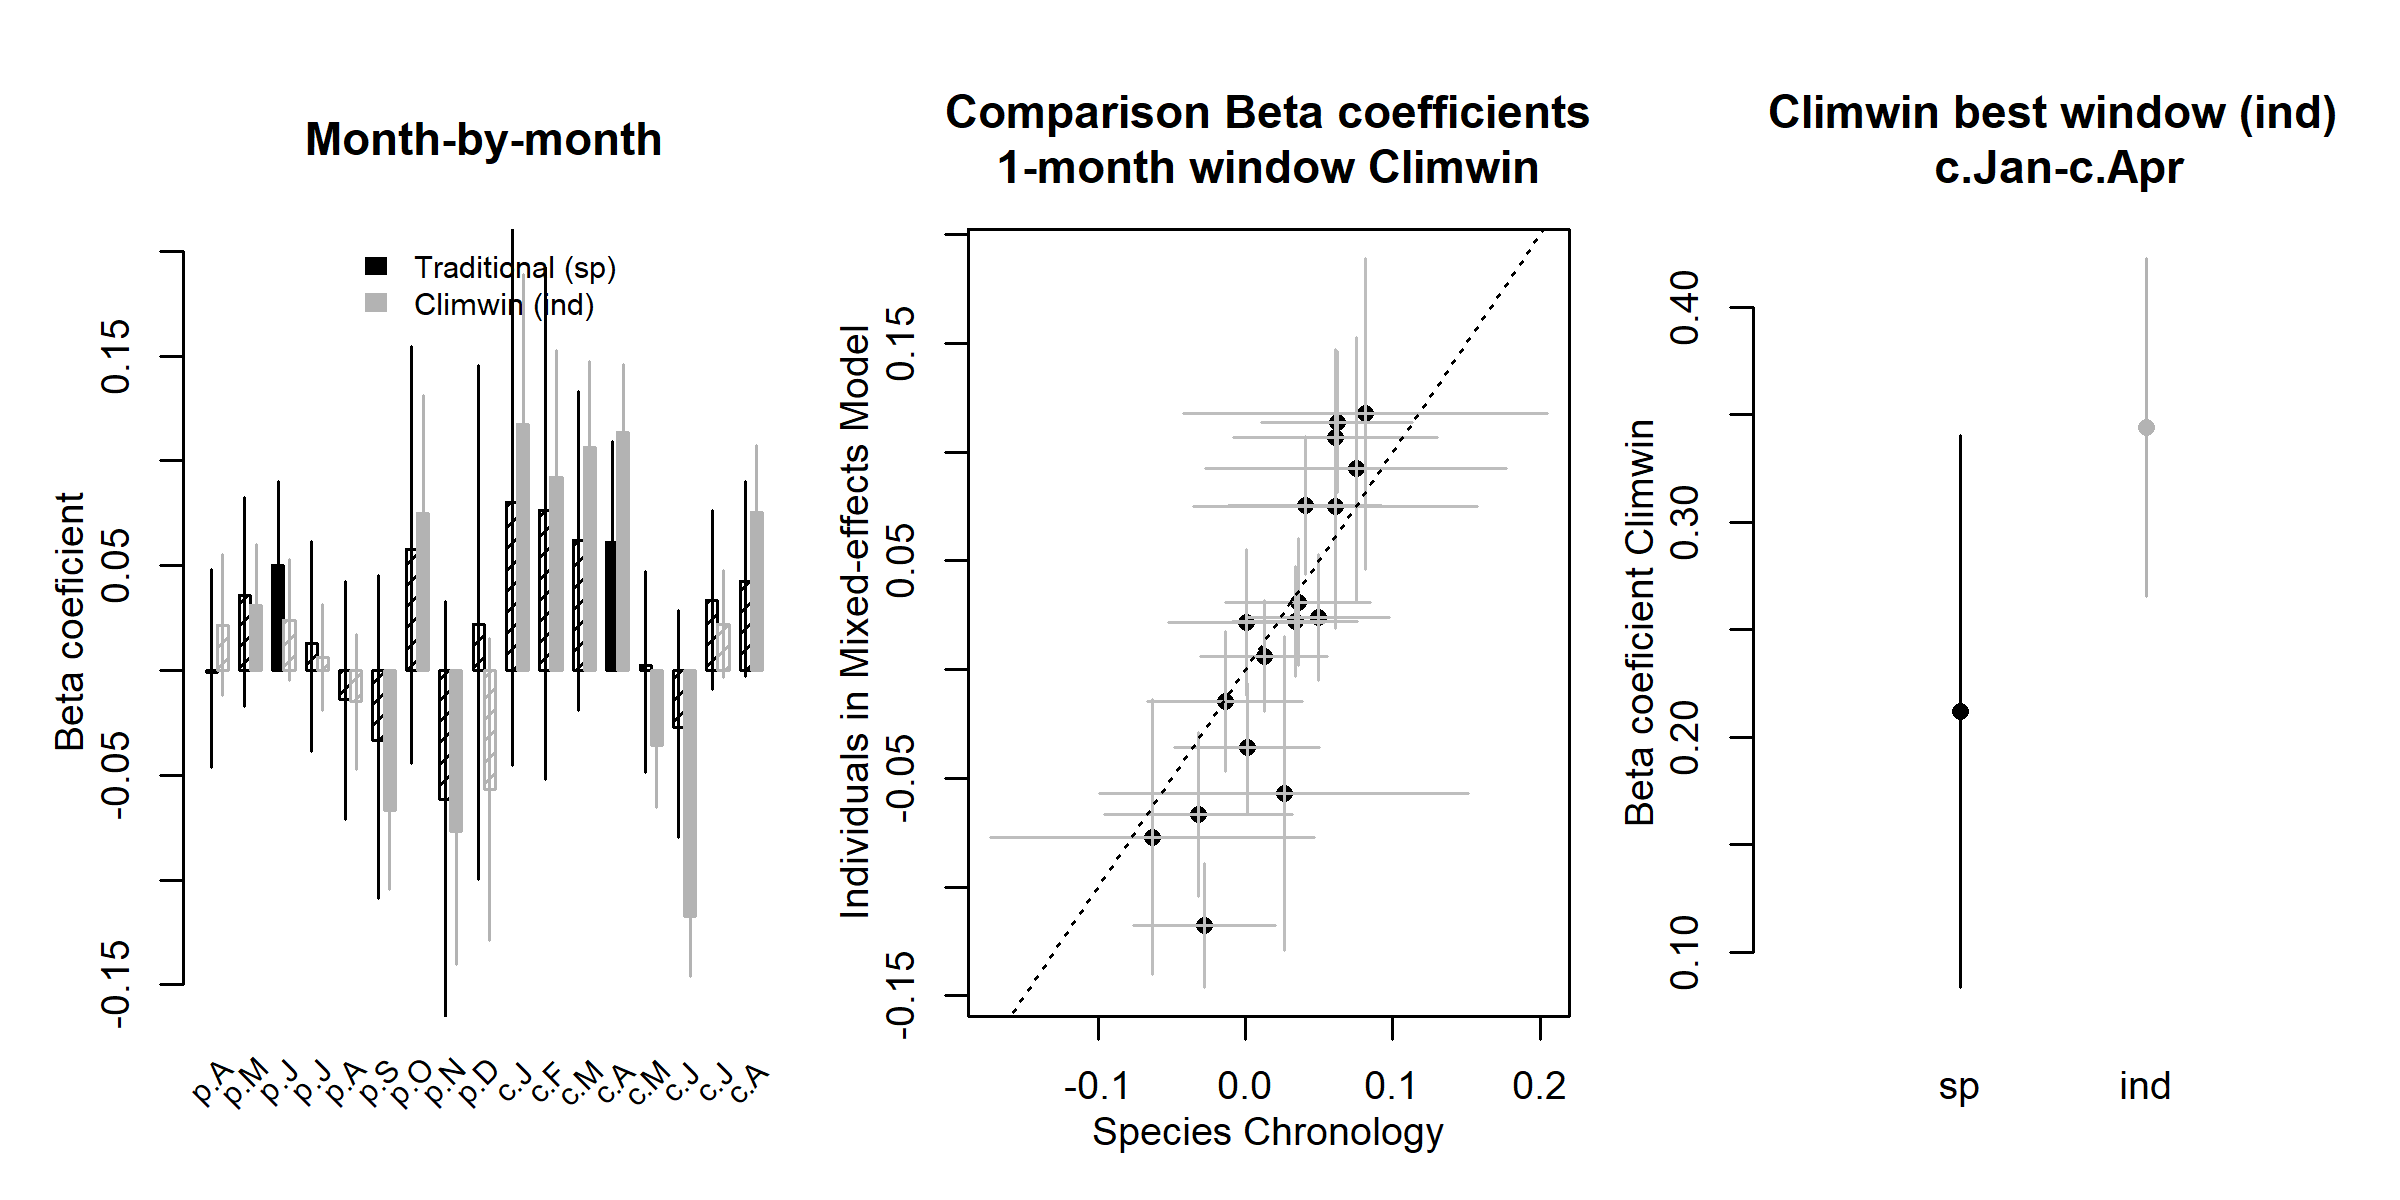 Month-by-month
Traditional (sp)
Climwin (ind)
Beta coeficient
0.15
0.05
-0.05
-0.15
p.A
p.M
p.J
p.J
p.A
p.S
p.O
p.N
p.D
c.J
c.F
c.M
c.A
c.M
c.J
c.J
c.A
Comparison Beta coefficients
1-month window Climwin
Individuals in Mixed-effects Model
0.15
0.05
-0.05
-0.15
-0.1
0.0
0.1
0.2
Species Chronology
Climwin best window (ind)
c.Jan-c.Apr
Beta coeficient Climwin
0.40
0.30
0.20
0.10
sp
ind